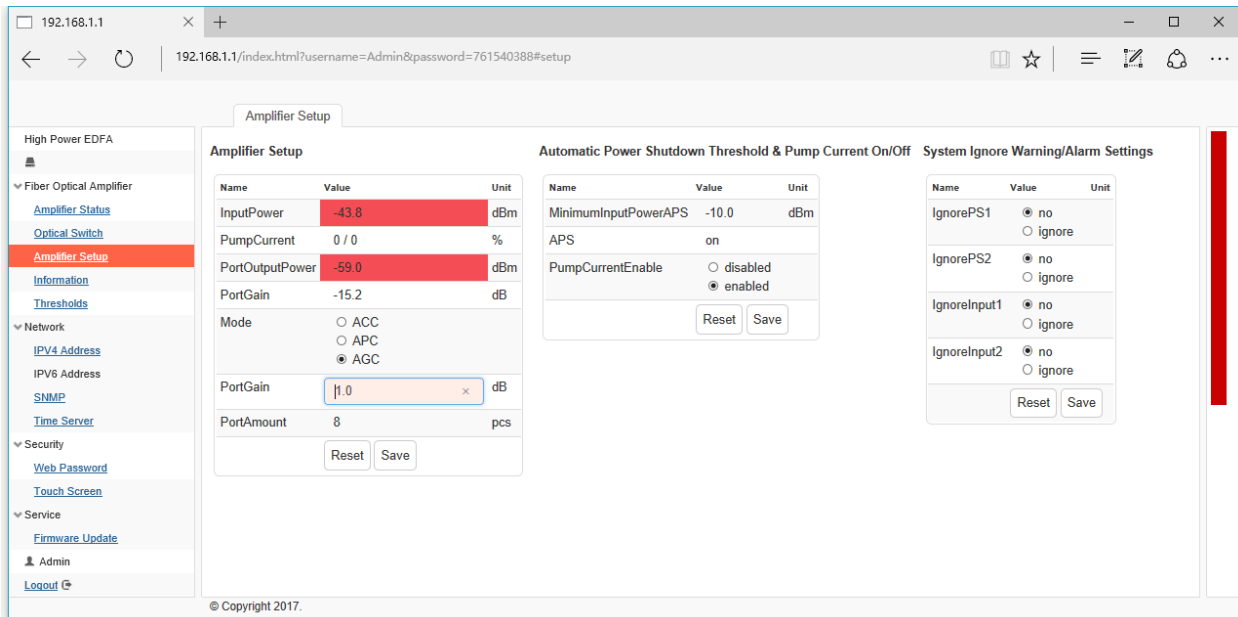 192.168.1.1
192.168.1.1/index.html?username=Admin&password=761540388#setup
Amplifier Setup
High Power EDFA
Fiber Optical Amplifier
Amplifier Status
Optical Switch
Amplifier Setup
Information
Thresholds
Network
IPV4 Address
IPV6 Address
SNMP
Time Server
Security
Web Password
Touch Screen
Service
Firmware Update
Admin
Logout
Amplifier Setup
Name Value Unit
InputPower -43.8 dBm
PumpCurrent 0 / 0 %
PortOutputPower -59.0 dBm
PortGain -15.2 dB
Mode ACC
APC
AGC
PortGain 1.0 dB
PortAmount 8 pcs
Reset Save
Automatic Power Shutdown Threshold & Pump Current On/Off
Name Value Unit
MinimumInputPowerAPS -10.0 dBm
APS on
PumpCurrentEnable disabled
enabled
Reset Save
System Ignore Warning/Alarm Settings
Name Value Unit
IgnorePS1 no
ignore
IgnorePS2 no
ignore
IgnoreInput1 no
ignore
IgnoreInput2 no
ignore
Reset Save
© Copyright 2017.